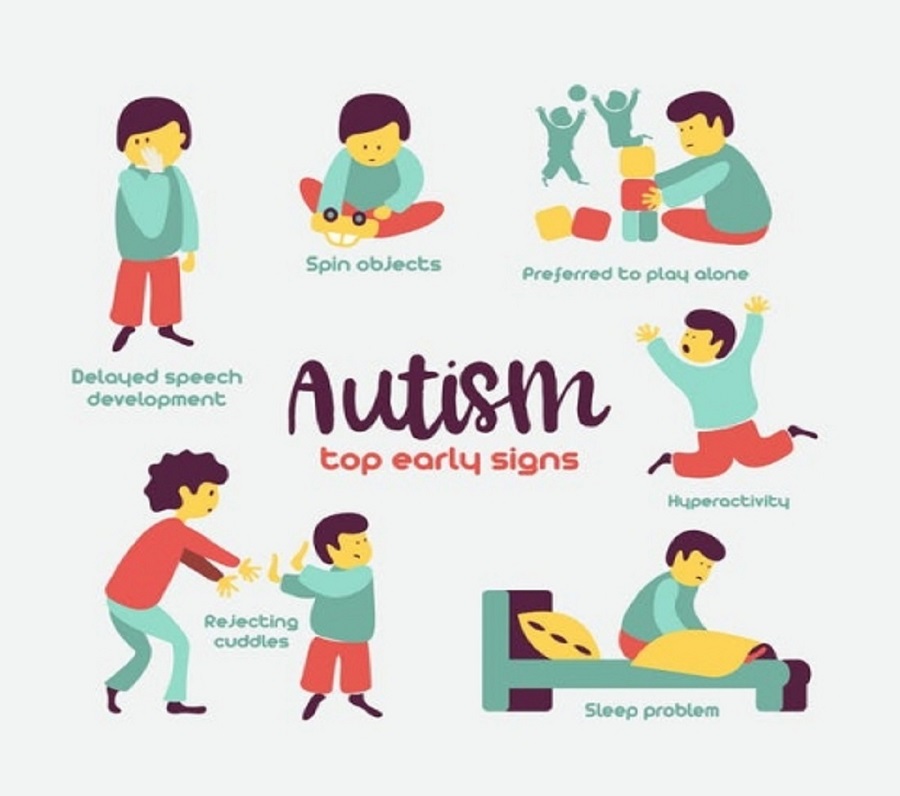 Spin objects
Preferred to play alone
Delayed speech
development
Autism
top early signs
Hyperactivity
Rejecting
cuddles
Sleep problem